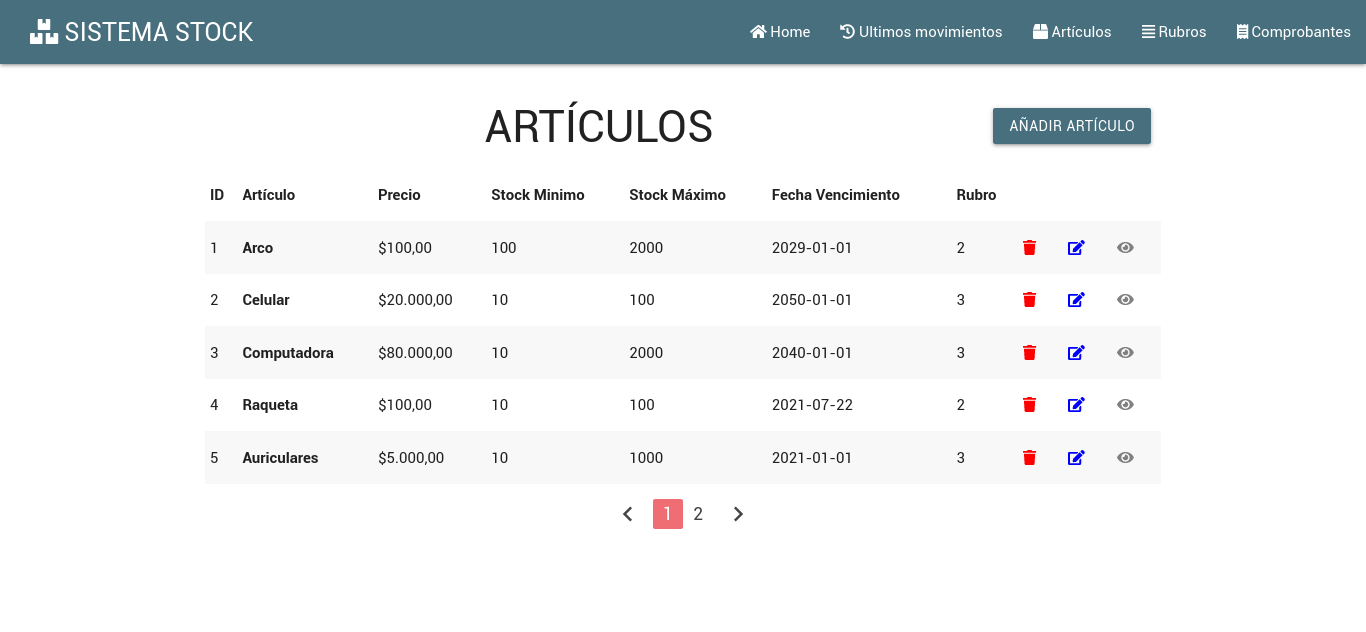 SISTEMA STOCK Home Ultimos movimientos Artículos Rubros Comprobantes
ARTÍCULOS AÑADIR ARTÍCULO
ID Artículo Precio Stock Minimo Stock Máximo Fecha Vencimiento Rubro
1 Arco $100,00 100 2000 2029-01-01 2
2 Celular $20.000,00 10 100 2050-01-01 3
3 Computadora $80.000,00 10 2000 2040-01-01 3
4 Raqueta $100,00 10 100 2021-07-22 2
5 Auriculares $5.000,00 10 1000 2021-01-01 3
1 2